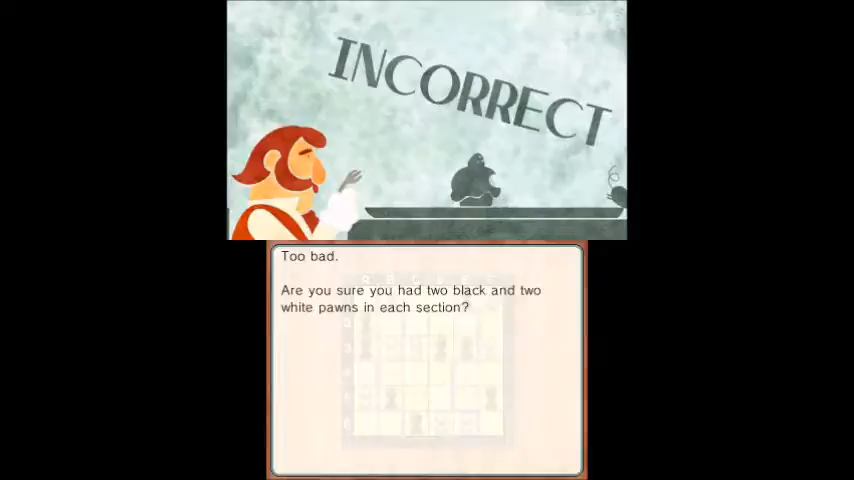 INCORRECT
Too bad.
Are you sure you had two black and two
white pawns in each section?